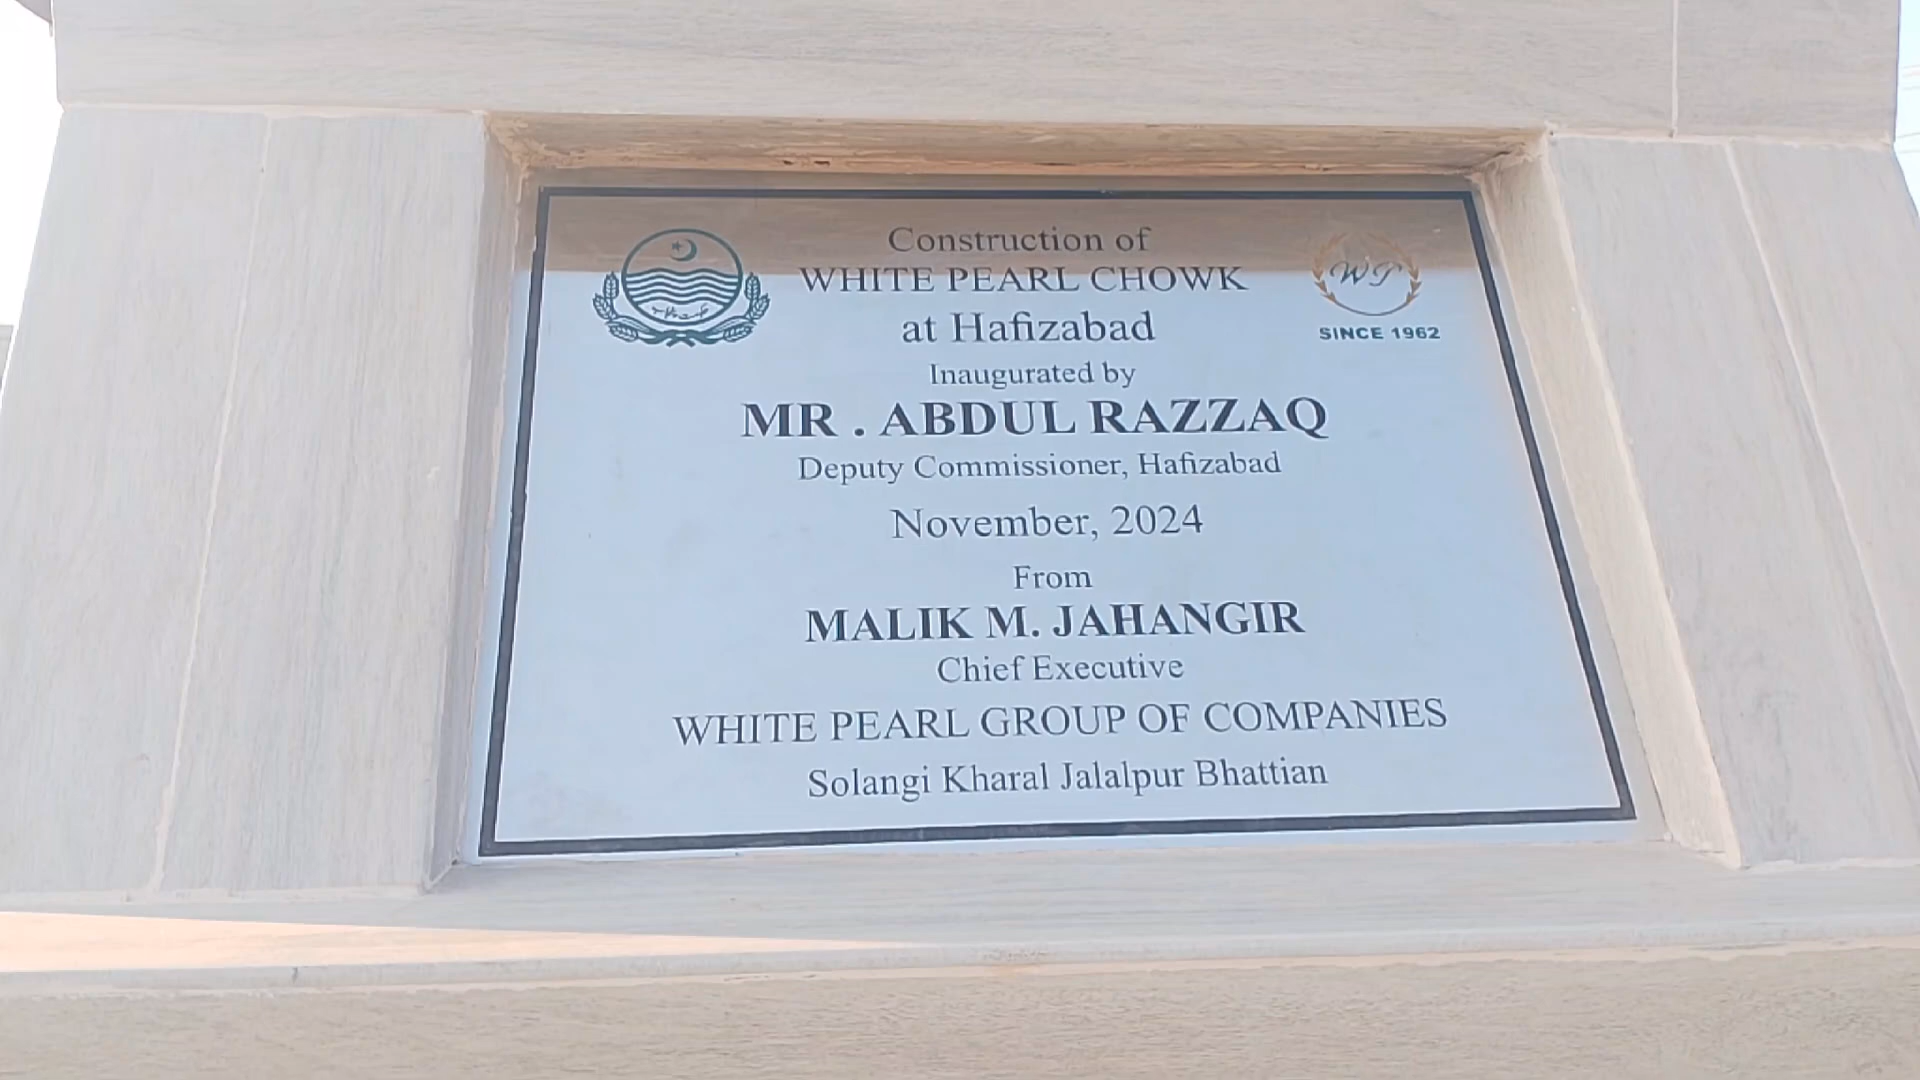 Construction of
WHITE PEARL CHOWK
at Hafizabad
WP
SINCE 1962
Inaugurated by
MR . ABDUL RAZZAQ
Deputy Commissioner, Hafizabad
November, 2024
From
MALIK M. JAHANGIR
Chief Executive
WHITE PEARL GROUP OF COMPANIES
Solangi Kharal Jalalpur Bhattian